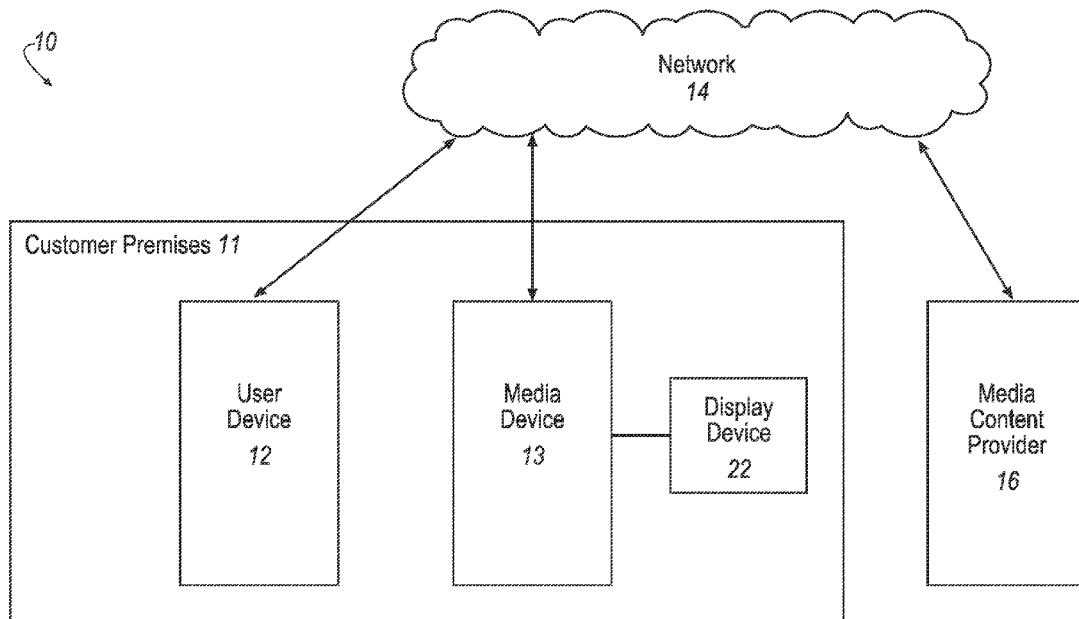 10
Network
14
Customer Premises 11
User
Device
12
Media
Device
13
Display
Device
22
Media
Content
Provider
16